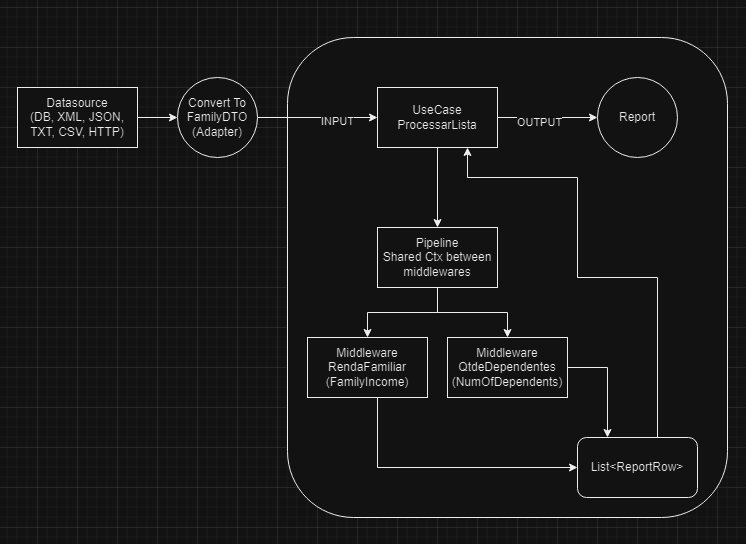 Datasource
(DB, XML, JSON,
TXT, CSV, HTTP)
Convert To
FamilyDTO
(Adapter)
INPUT
UseCase
ProcessarLista
OUTPUT
Report
Pipeline
Shared Ctx between
middlewares
Middleware
RendaFamiliar
(FamilyIncome)
Middleware
QtdeDependentes
(NumOfDependents)
List<ReportRow>